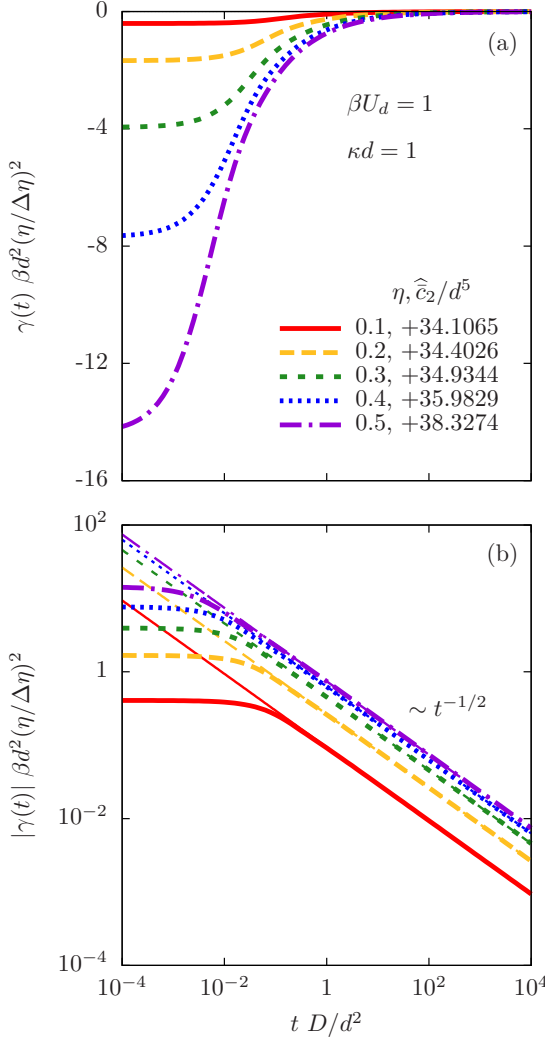 0
-4
-8
-12
-16
γ(t) βd²(η/Δη)²
(a)
βU_d = 1
κd = 1
η, ĉ̄₂/d⁵
0.1, +34.1065
0.2, +34.4026
0.3, +34.9344
0.4, +35.9829
0.5, +38.3274
10²
1
10⁻²
10⁻⁴
|γ(t)| βd²(η/Δη)²
(b)
∼ t⁻¹/²
10⁻⁴ 10⁻² 1 10² 10⁴
t D/d²